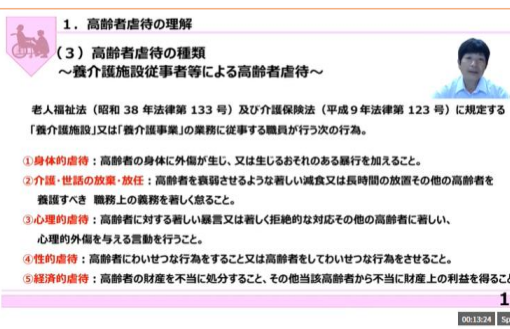 1．高齢者虐待の理解
（3）高齢者虐待の種類
～養介護施設従事者等による高齢者虐待～
老人福祉法（昭和 38 年法律第 133 号）及び介護保険法（平成９年法律第 123 号）に規定する
「養介護施設」又は「養介護事業」の業務に従事する職員が行う次の行為。
①身体的虐待：高齢者の身体に外傷が生じ、又は生じるおそれのある暴行を加えること。
②介護・世話の放棄・放任：高齢者を衰弱させるような著しい減食又は長時間の放置その他の高齢者を
養護すべき 職務上の義務を著しく怠ること。
③心理的虐待：高齢者に対する著しい暴言又は著しく拒絶的な対応その他の高齢者に著しい、
心理的外傷を与える言動を行うこと。
④性的虐待：高齢者にわいせつな行為をすること又は高齢者をしてわいせつな行為をさせること。
⑤経済的虐待：高齢者の財産を不当に処分すること、その他当該高齢者から不当に財産上の利益を得るこ
1
00:13:24 Sp